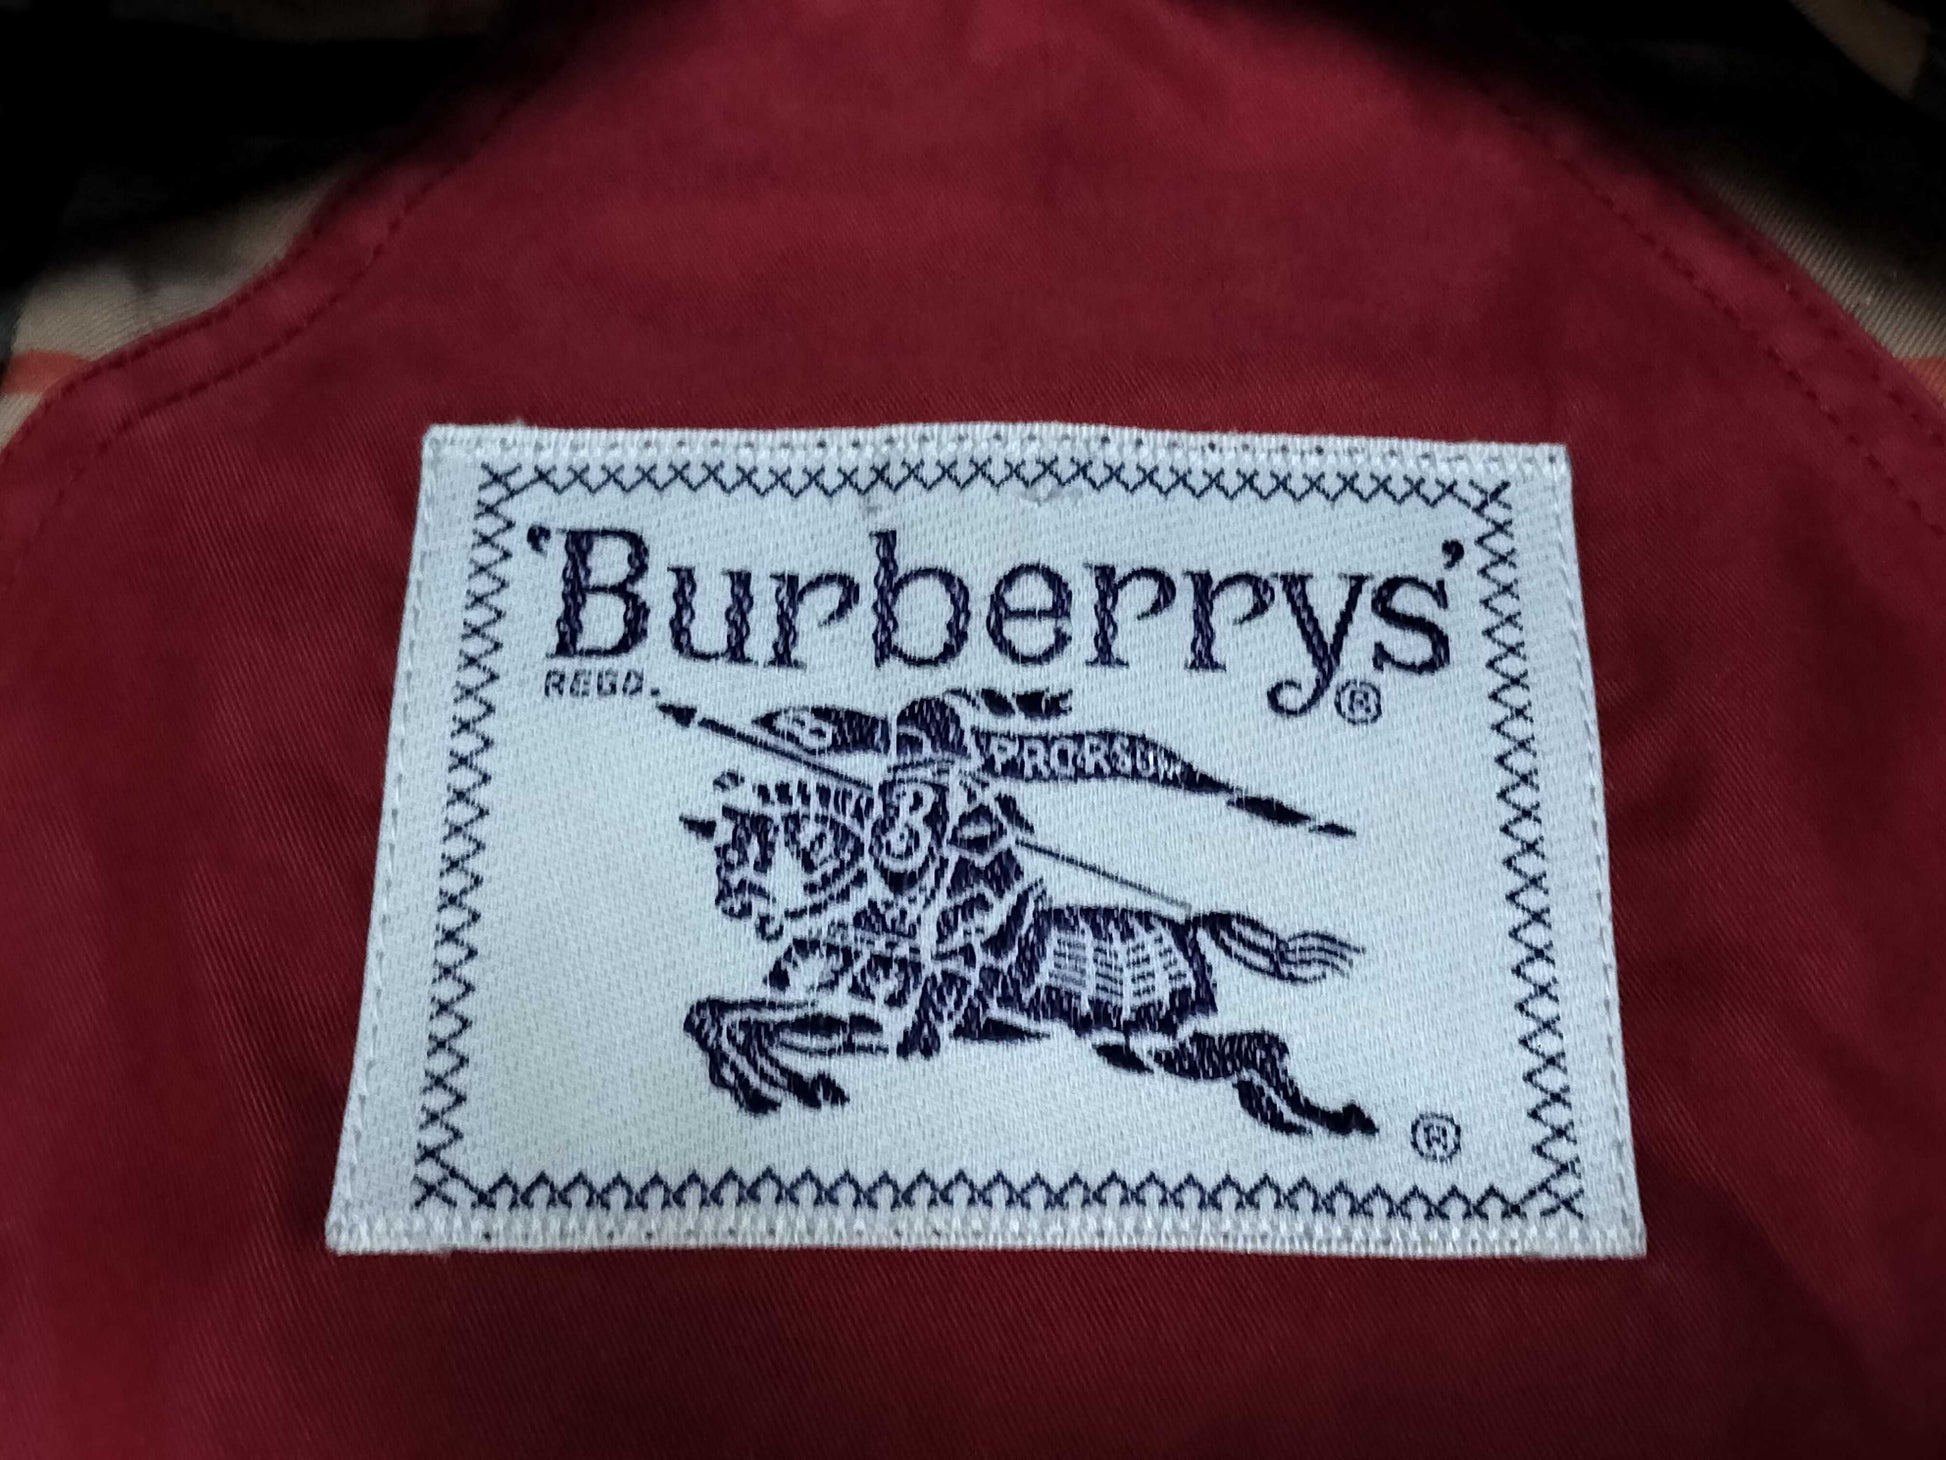 'Burberrys'
REGD. ®
PRORSUM
®